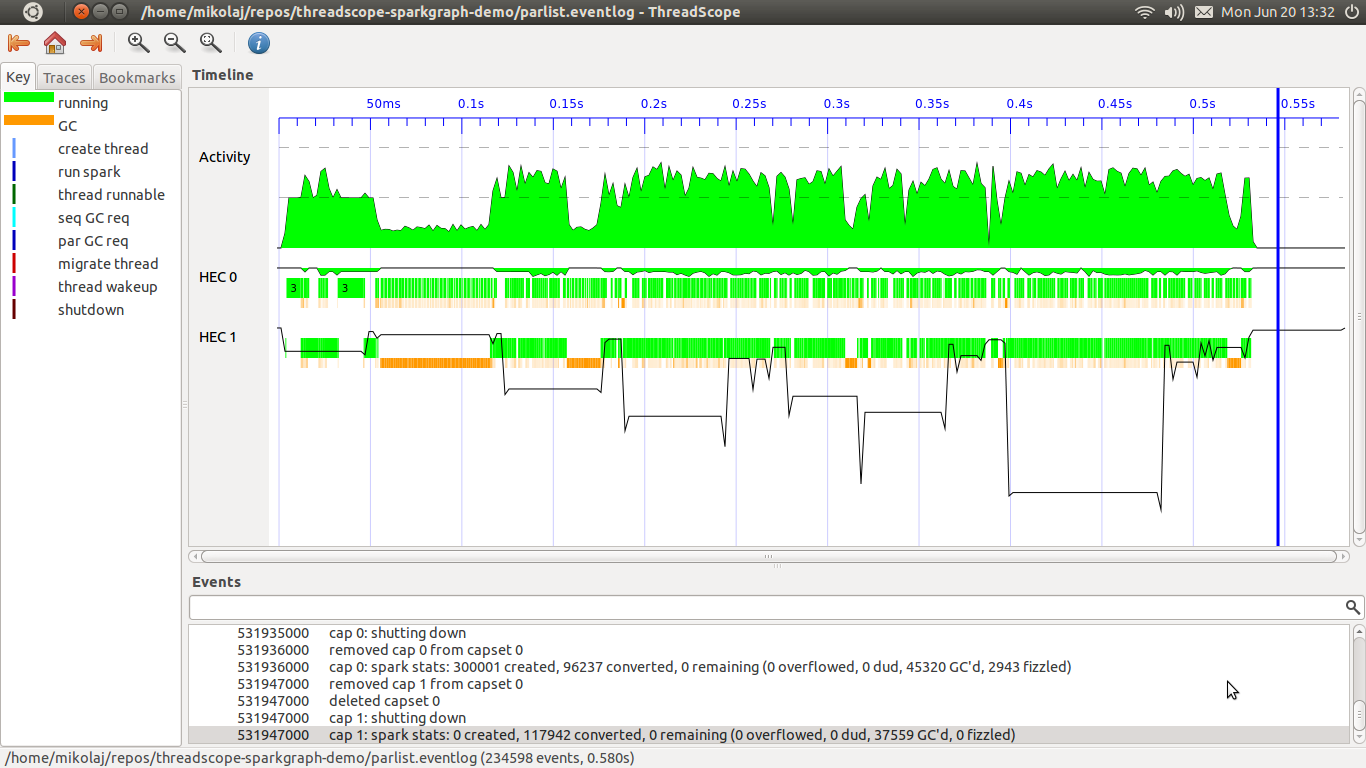 /home/mikolaj/repos/threadscope-sparkgraph-demo/parlist.eventlog - ThreadScope
Mon Jun 20 13:32
Key
Traces
Bookmarks
running
GC
create thread
run spark
thread runnable
seq GC req
par GC req
migrate thread
thread wakeup
shutdown
Timeline
50ms 0.1s 0.15s 0.2s 0.25s 0.3s 0.35s 0.4s 0.45s 0.5s 0.55s
Activity
HEC 0
3 3
HEC 1
Events
531935000 cap 0: shutting down
531936000 removed cap 0 from capset 0
531936000 cap 0: spark stats: 300001 created, 96237 converted, 0 remaining (0 overflowed, 0 dud, 45320 GC'd, 2943 fizzled)
531947000 removed cap 1 from capset 0
531947000 deleted capset 0
531947000 cap 1: shutting down
531947000 cap 1: spark stats: 0 created, 117942 converted, 0 remaining (0 overflowed, 0 dud, 37559 GC'd, 0 fizzled)
/home/mikolaj/repos/threadscope-sparkgraph-demo/parlist.eventlog (234598 events, 0.580s)